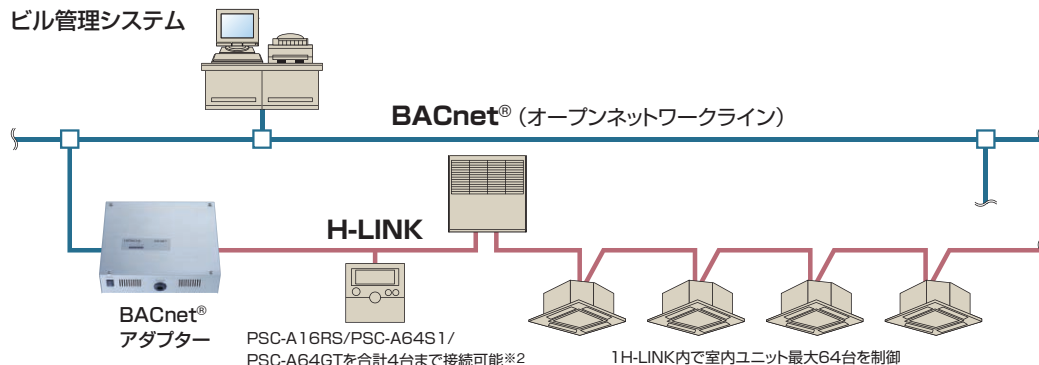 ビル管理システム
BACnet®(オープンネットワークライン)
H-LINK
BACnet®
アダプター
PSC-A16RS/PSC-A64S1/
PSC-A64GTを合計4台まで接続可能※2
1H-LINK内で室内ユニット最大64台を制御